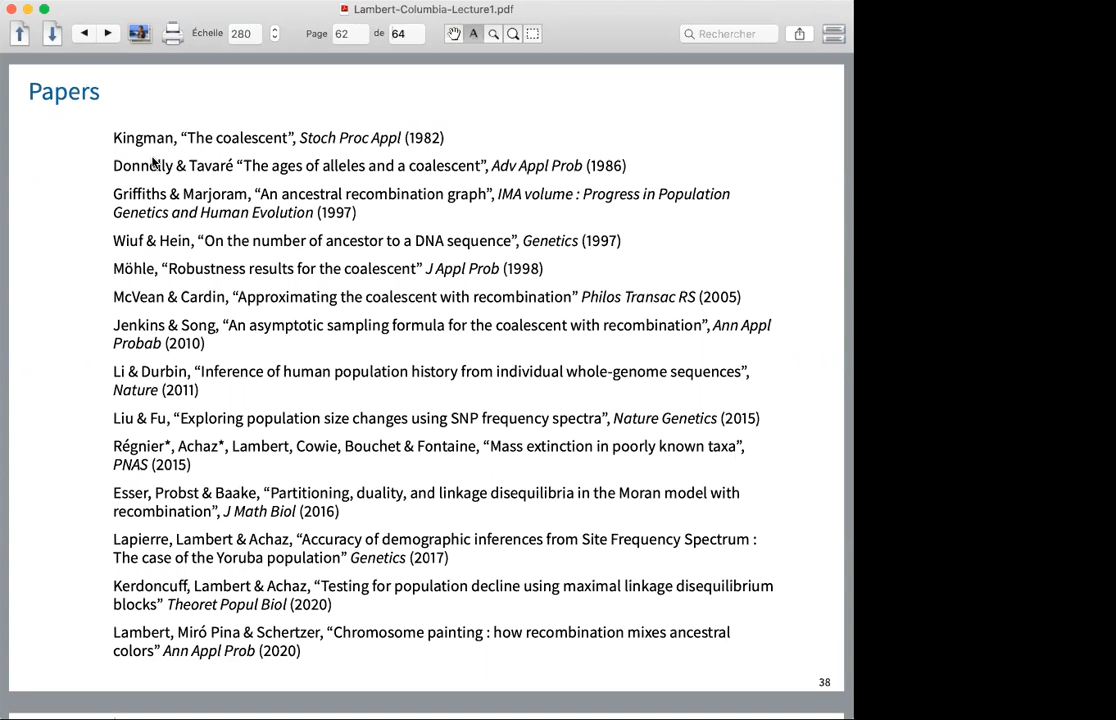 Lambert-Columbia-Lecture1.pdf
Échelle 280 Page 62 de 64 A Rechercher
Papers
Kingman, “The coalescent”, Stoch Proc Appl (1982)
Donnelly & Tavaré “The ages of alleles and a coalescent”, Adv Appl Prob (1986)
Griffiths & Marjoram, “An ancestral recombination graph”, IMA volume : Progress in Population
Genetics and Human Evolution (1997)
Wiuf & Hein, “On the number of ancestor to a DNA sequence”, Genetics (1997)
Möhle, “Robustness results for the coalescent” J Appl Prob (1998)
McVean & Cardin, “Approximating the coalescent with recombination” Philos Transac RS (2005)
Jenkins & Song, “An asymptotic sampling formula for the coalescent with recombination”, Ann Appl
Probab (2010)
Li & Durbin, “Inference of human population history from individual whole-genome sequences”,
Nature (2011)
Liu & Fu, “Exploring population size changes using SNP frequency spectra”, Nature Genetics (2015)
Régnier*, Achaz*, Lambert, Cowie, Bouchet & Fontaine, “Mass extinction in poorly known taxa”,
PNAS (2015)
Esser, Probst & Baake, “Partitioning, duality, and linkage disequilibria in the Moran model with
recombination”, J Math Biol (2016)
Lapierre, Lambert & Achaz, “Accuracy of demographic inferences from Site Frequency Spectrum :
The case of the Yoruba population” Genetics (2017)
Kerdoncuff, Lambert & Achaz, “Testing for population decline using maximal linkage disequilibrium
blocks” Theoret Popul Biol (2020)
Lambert, Miró Pina & Schertzer, “Chromosome painting : how recombination mixes ancestral
colors” Ann Appl Prob (2020)
38